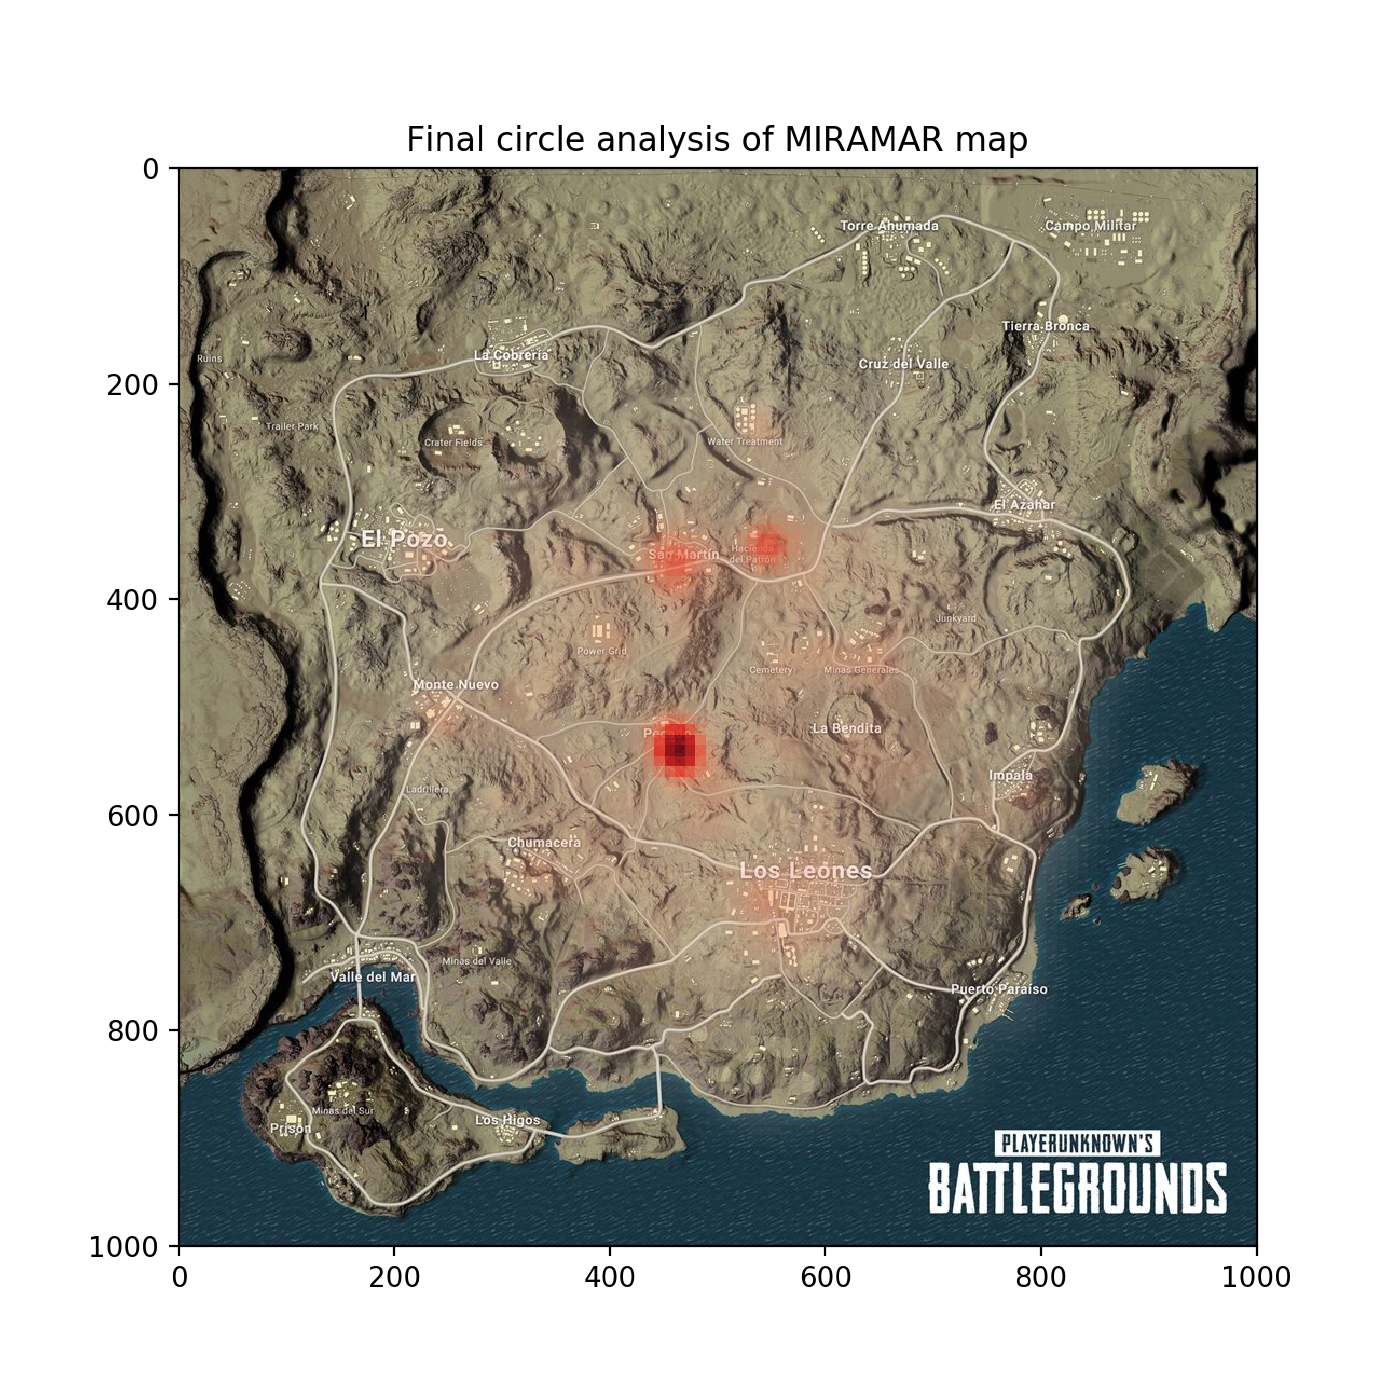 Final circle analysis of MIRAMAR map
0
200
400
600
800
1000
Torre Ahumada
Campo Militar
Tierra Bronca
La Cobreria
Ruins
Cruz del Valle
Trailer Park
Crater Fields
Water Treatment
El Azahar
El Pozo
San Martin
Hacienda
del Patron
Junkyard
Power Grid
Cemetery
Minas Generales
Monte Nuevo
La Bendita
Impala
Ladrillera
Chumacera
Los Leones
Minas del Valle
Valle del Mar
Puerto Paraiso
Minas del Sur
Prison
Los Higos
PLAYERUNKNOWN'S
BATTLEGROUNDS
0 200 400 600 800 1000